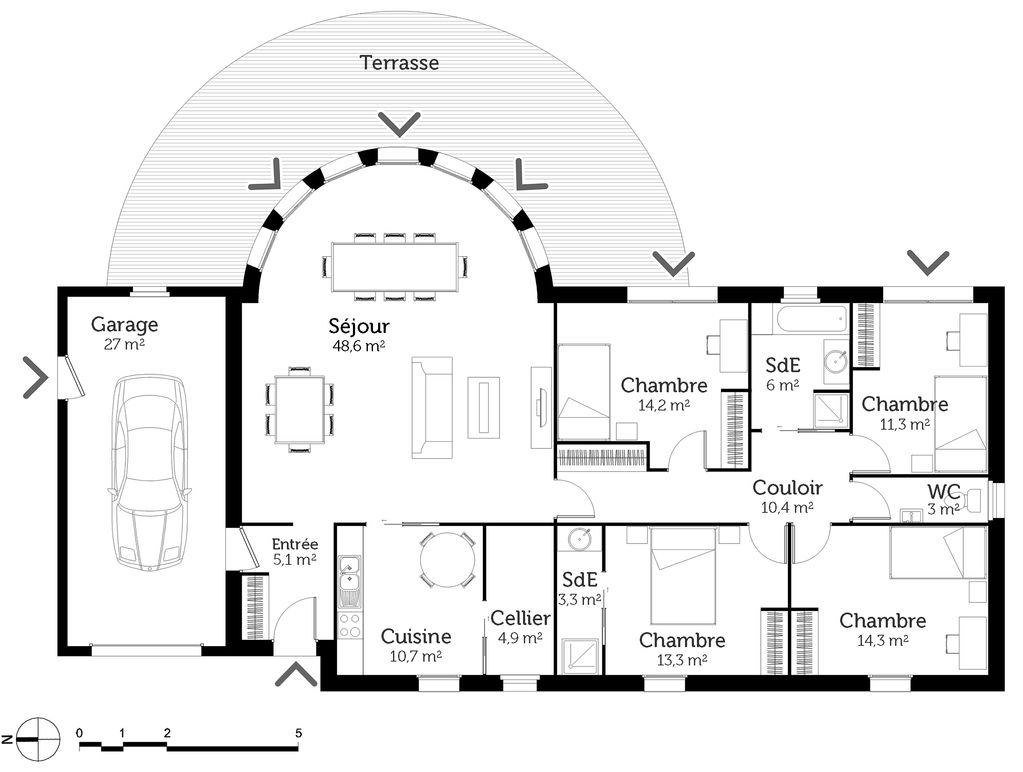 Terrasse
Garage
27 m²
Séjour
48,6 m²
Chambre
14,2 m²
SdE
6 m²
Chambre
11,3 m²
Couloir
10,4 m²
WC
3 m²
Entrée
5,1 m²
Cuisine
10,7 m²
Cellier
4,9 m²
SdE
3,3 m²
Chambre
13,3 m²
Chambre
14,3 m²
N
0 1 2 5